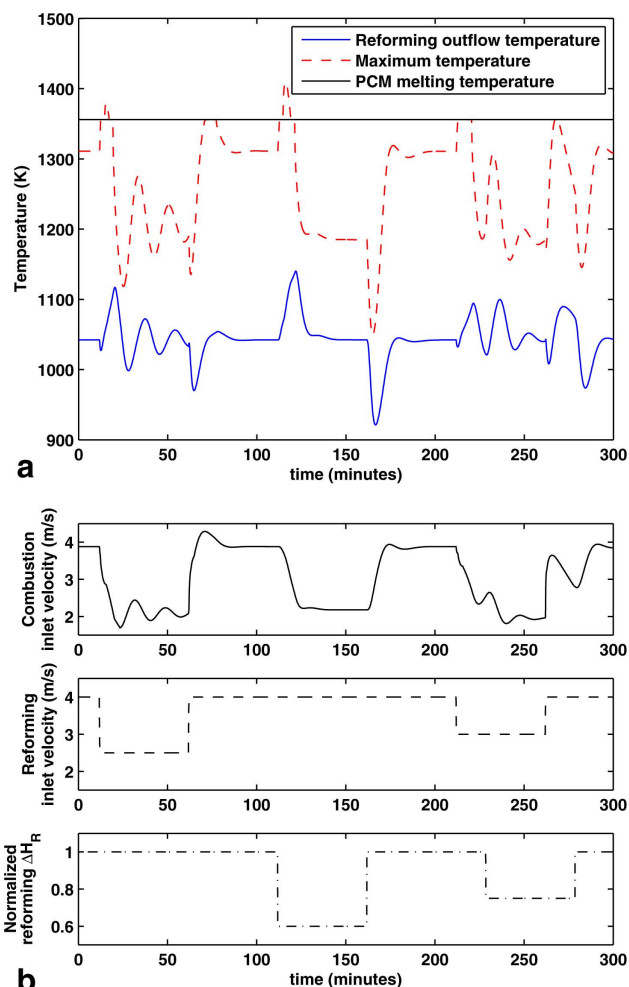 1500
Reforming outflow temperature
Maximum temperature
PCM melting temperature
1400
1300
1200
1100
1000
900
Temperature (K)
0 50 100 150 200 250 300
time (minutes)
a
Combustion
inlet velocity (m/s)
4
3
2
0 50 100 150 200 250 300
Reforming
inlet velocity (m/s)
4
3
2
0 50 100 150 200 250 300
Normalized
reforming ΔH_R
1
0.8
0.6
0 50 100 150 200 250 300
time (minutes)
b